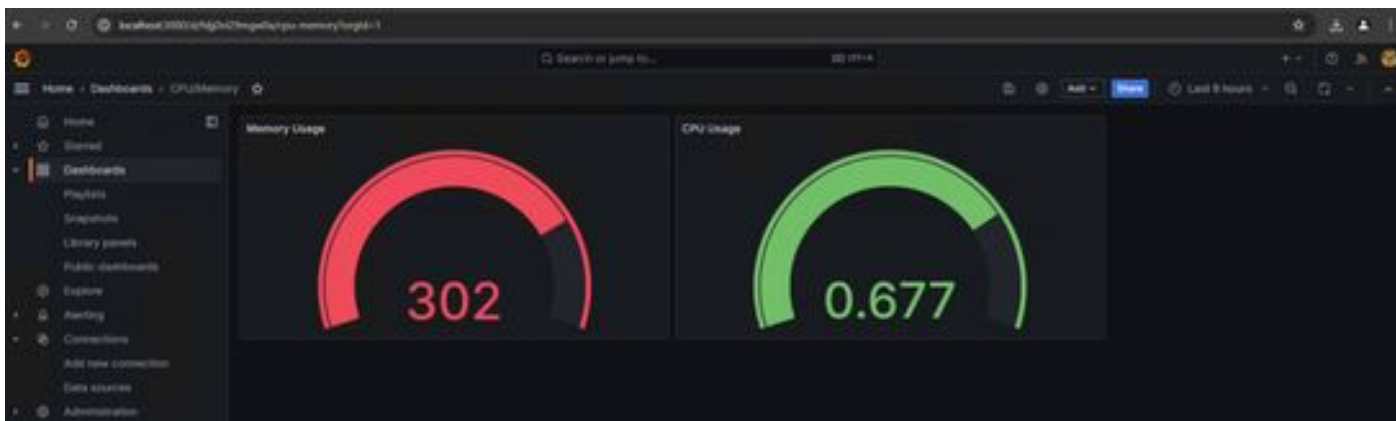 Search or jump to...
Home › Dashboards › CPU/Memory
Add
Share
Last 6 hours
Home
Starred
Dashboards
Playlists
Snapshots
Library panels
Public dashboards
Explore
Alerting
Connections
Add new connection
Data sources
Administration
Memory Usage
302
CPU Usage
0.677